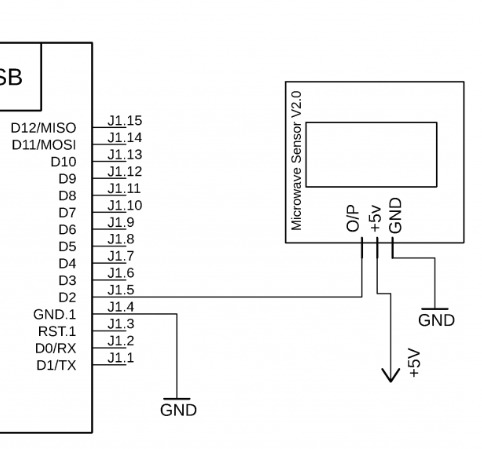 SB
D12/MISO J1.15
D11/MOSI J1.14
D10 J1.13
D9 J1.12
D8 J1.11
D7 J1.10
D6 J1.9
D5 J1.8
D4 J1.7
D3 J1.6
D2 J1.5
GND.1 J1.4
RST.1 J1.3
D0/RX J1.2
D1/TX J1.1
GND
Microwave Sensor V2.0
O/P
+5v
GND
GND
+5V